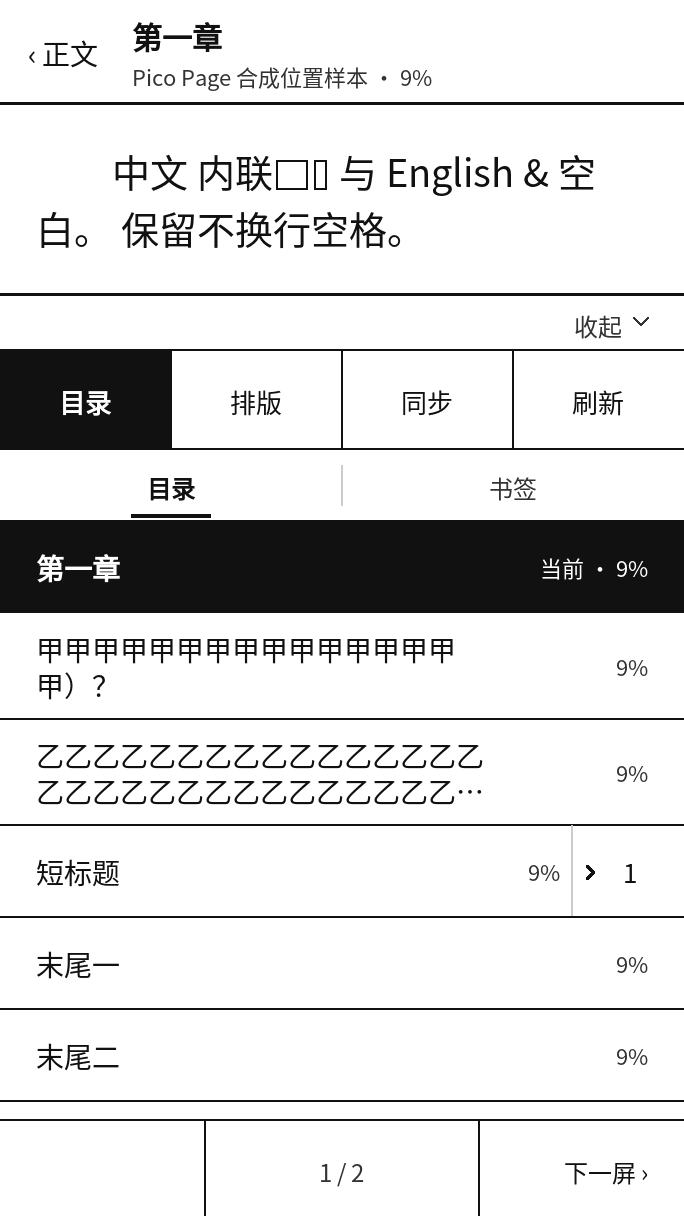 ‹ 正文
第一章
Pico Page 合成位置样本 · 9%
中文 内联□▯ 与 English & 空
白。 保留不换行空格。
收起
目录 排版 同步 刷新
目录 书签
第一章 当前 · 9%
甲甲甲甲甲甲甲甲甲甲甲甲甲甲甲
甲）？
9%
乙乙乙乙乙乙乙乙乙乙乙乙乙乙乙乙
乙乙乙乙乙乙乙乙乙乙乙乙乙乙乙…
9%
短标题 9% › 1
末尾一 9%
末尾二 9%
1 / 2 下一屏 ›